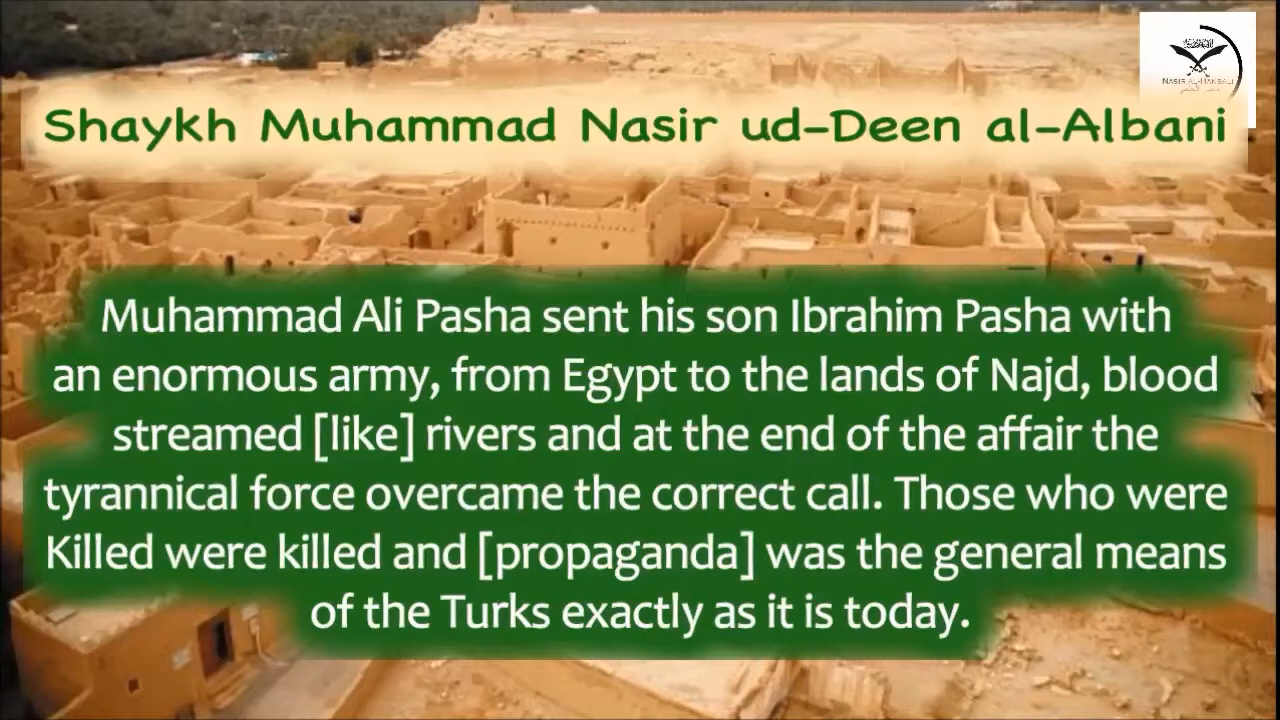 NASIR AL-HANBALI
Shaykh Muhammad Nasir ud-Deen al-Albani
Muhammad Ali Pasha sent his son Ibrahim Pasha with
an enormous army, from Egypt to the lands of Najd, blood
streamed [like] rivers and at the end of the affair the
tyrannical force overcame the correct call. Those who were
Killed were killed and [propaganda] was the general means
of the Turks exactly as it is today.